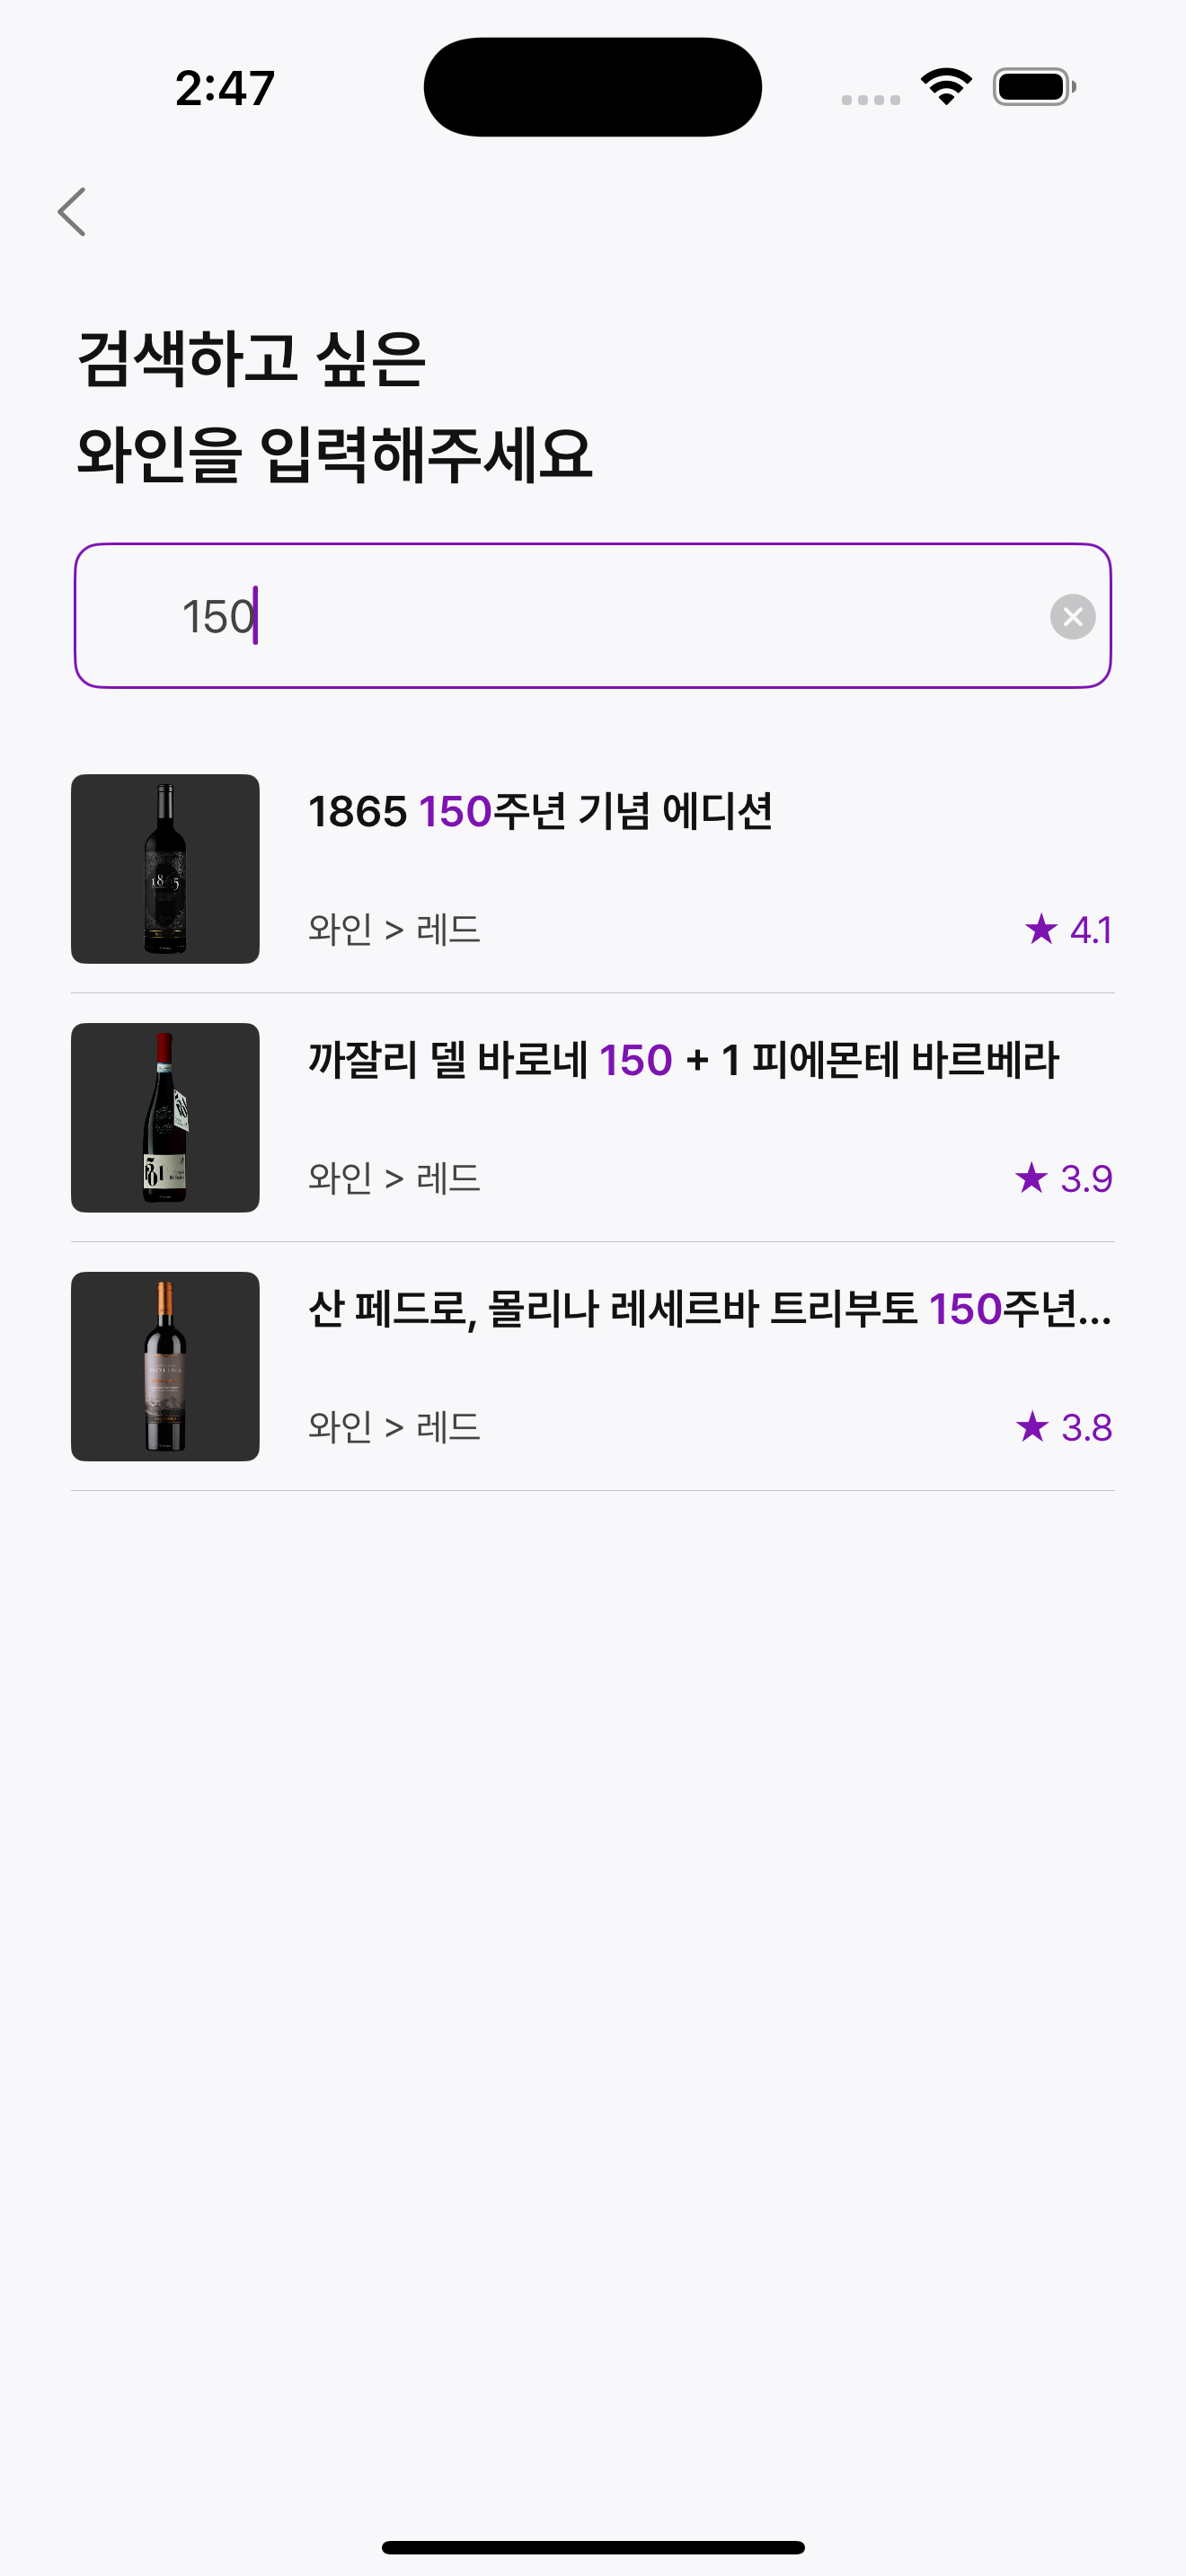 2:47
검색하고 싶은
와인을 입력해주세요
150
1865 150주년 기념 에디션
와인 > 레드
★ 4.1
까잘리 델 바로네 150 + 1 피에몬테 바르베라
와인 > 레드
★ 3.9
산 페드로, 몰리나 레세르바 트리부토 150주년...
와인 > 레드
★ 3.8